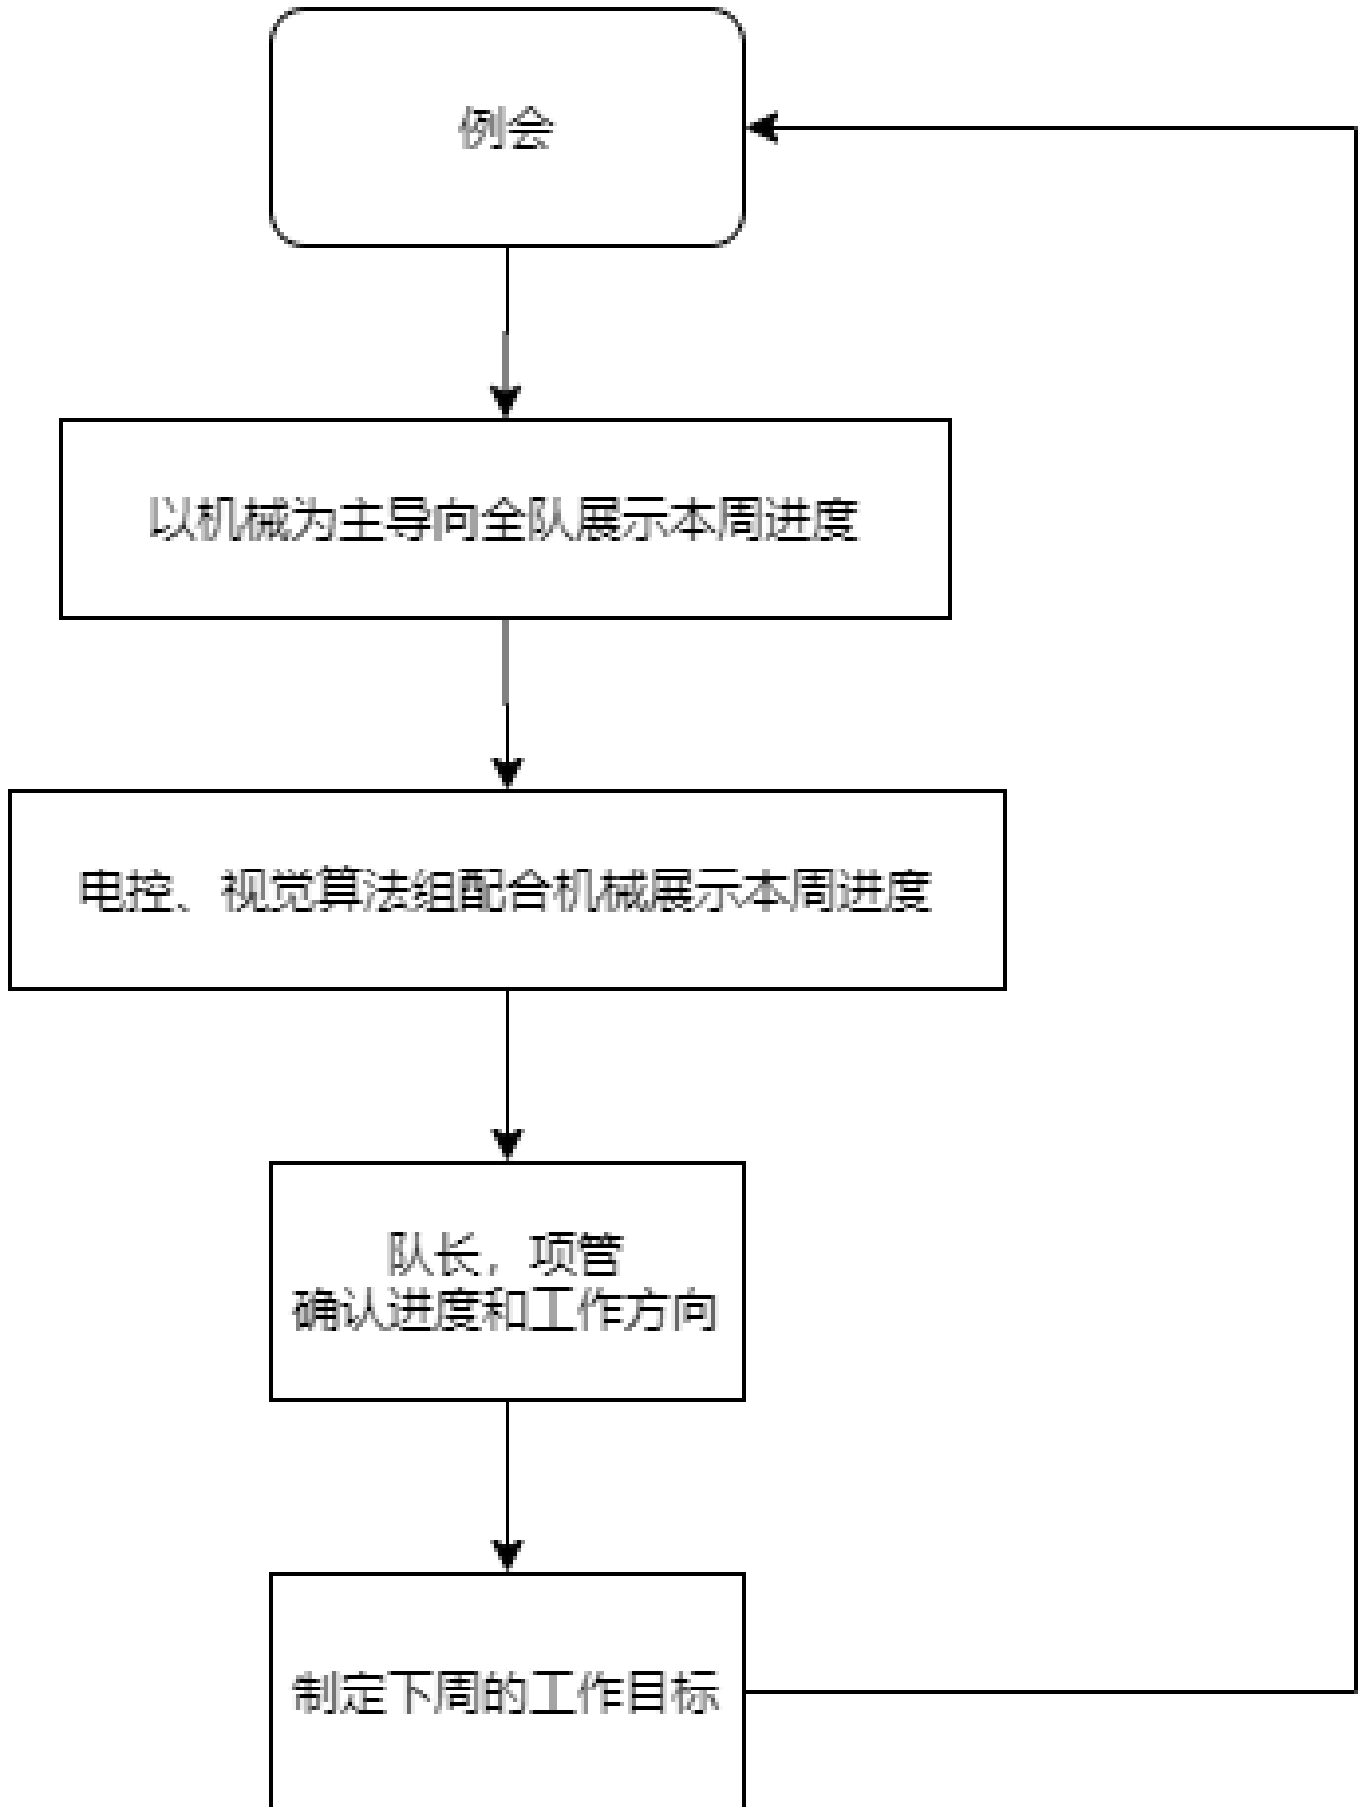 例会
以机械为主导向全队展示本周进度
电控、视觉算法组配合机械展示本周进度
队长，项管
确认进度和工作方向
制定下周的工作目标